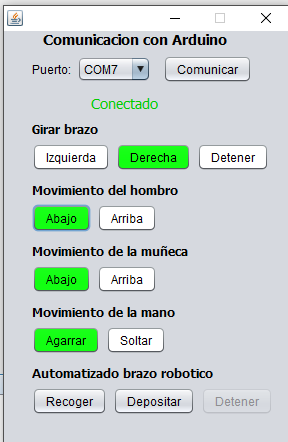 Comunicacion con Arduino
Puerto: COM7 Comunicar
Conectado
Girar brazo
Izquierda Derecha Detener
Movimiento del hombro
Abajo Arriba
Movimiento de la muñeca
Abajo Arriba
Movimiento de la mano
Agarrar Soltar
Automatizado brazo robotico
Recoger Depositar Detener